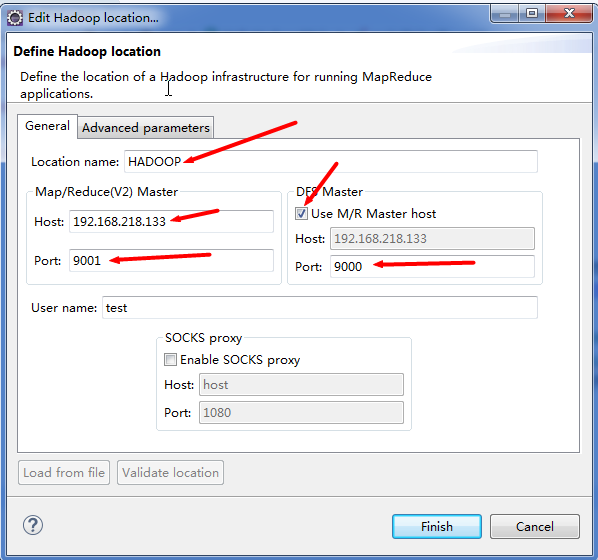 Edit Hadoop location...
Define Hadoop location
Define the location of a Hadoop infrastructure for running MapReduce
applications.
General
Advanced parameters
Location name: HADOOP
Map/Reduce(V2) Master
Host: 192.168.218.133
Port: 9001
DFS Master
Use M/R Master host
Host: 192.168.218.133
Port: 9000
User name: test
SOCKS proxy
Enable SOCKS proxy
Host: host
Port: 1080
Load from file
Validate location
?
Finish
Cancel